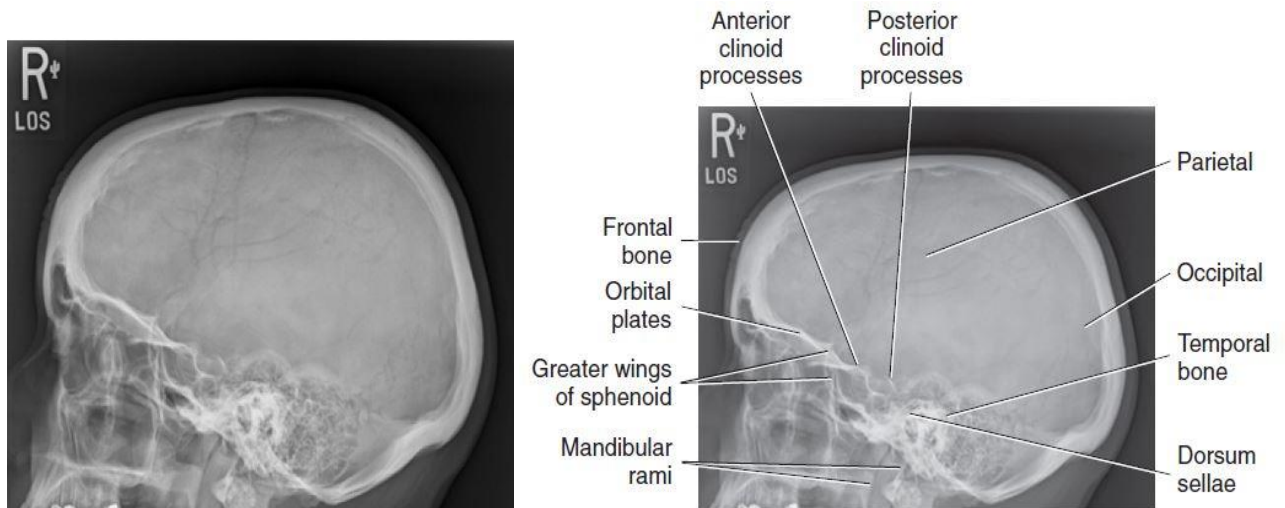 R
LOS
Anterior
clinoid
processes
Posterior
clinoid
processes
R
LOS
Parietal
Frontal
bone
Occipital
Orbital
plates
Temporal
bone
Greater wings
of sphenoid
Mandibular
rami
Dorsum
sellae